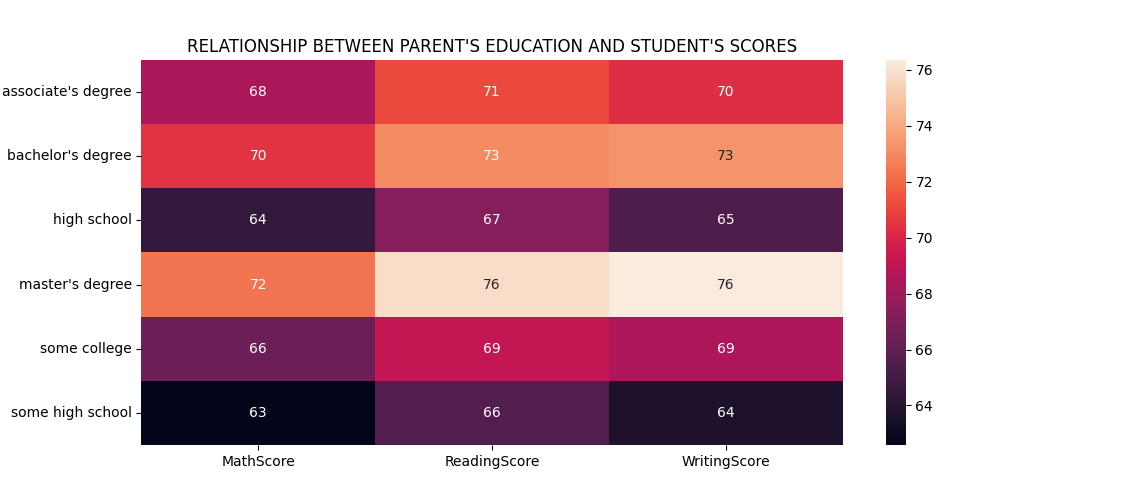 RELATIONSHIP BETWEEN PARENT'S EDUCATION AND STUDENT'S SCORES
associate's degree 68 71 70
bachelor's degree 70 73 73
high school 64 67 65
master's degree 72 76 76
some college 66 69 69
some high school 63 66 64
MathScore ReadingScore WritingScore
76
74
72
70
68
66
64